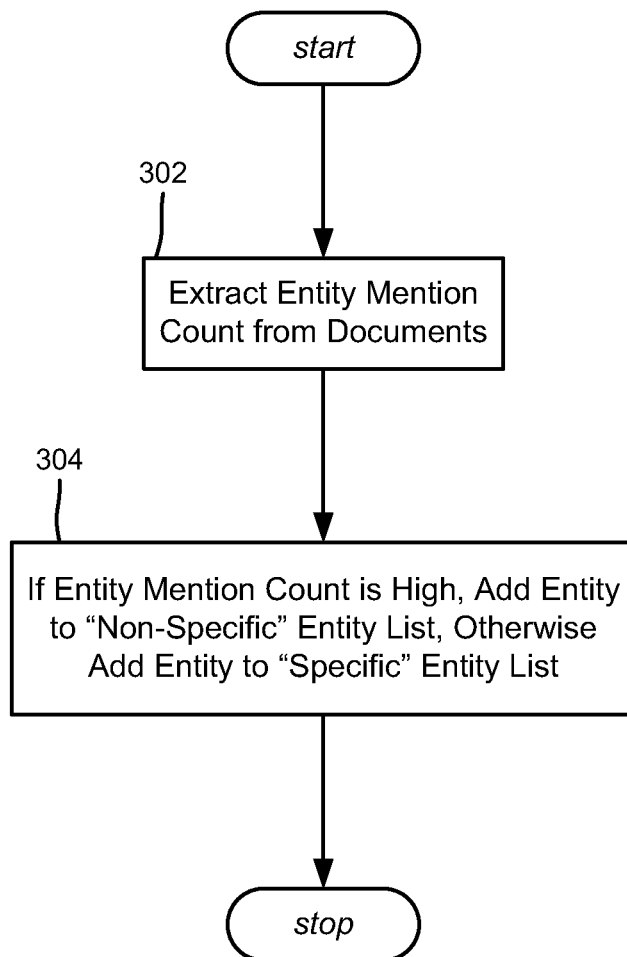 start
302
Extract Entity Mention
Count from Documents
304
If Entity Mention Count is High, Add Entity
to “Non-Specific” Entity List, Otherwise
Add Entity to “Specific” Entity List
stop